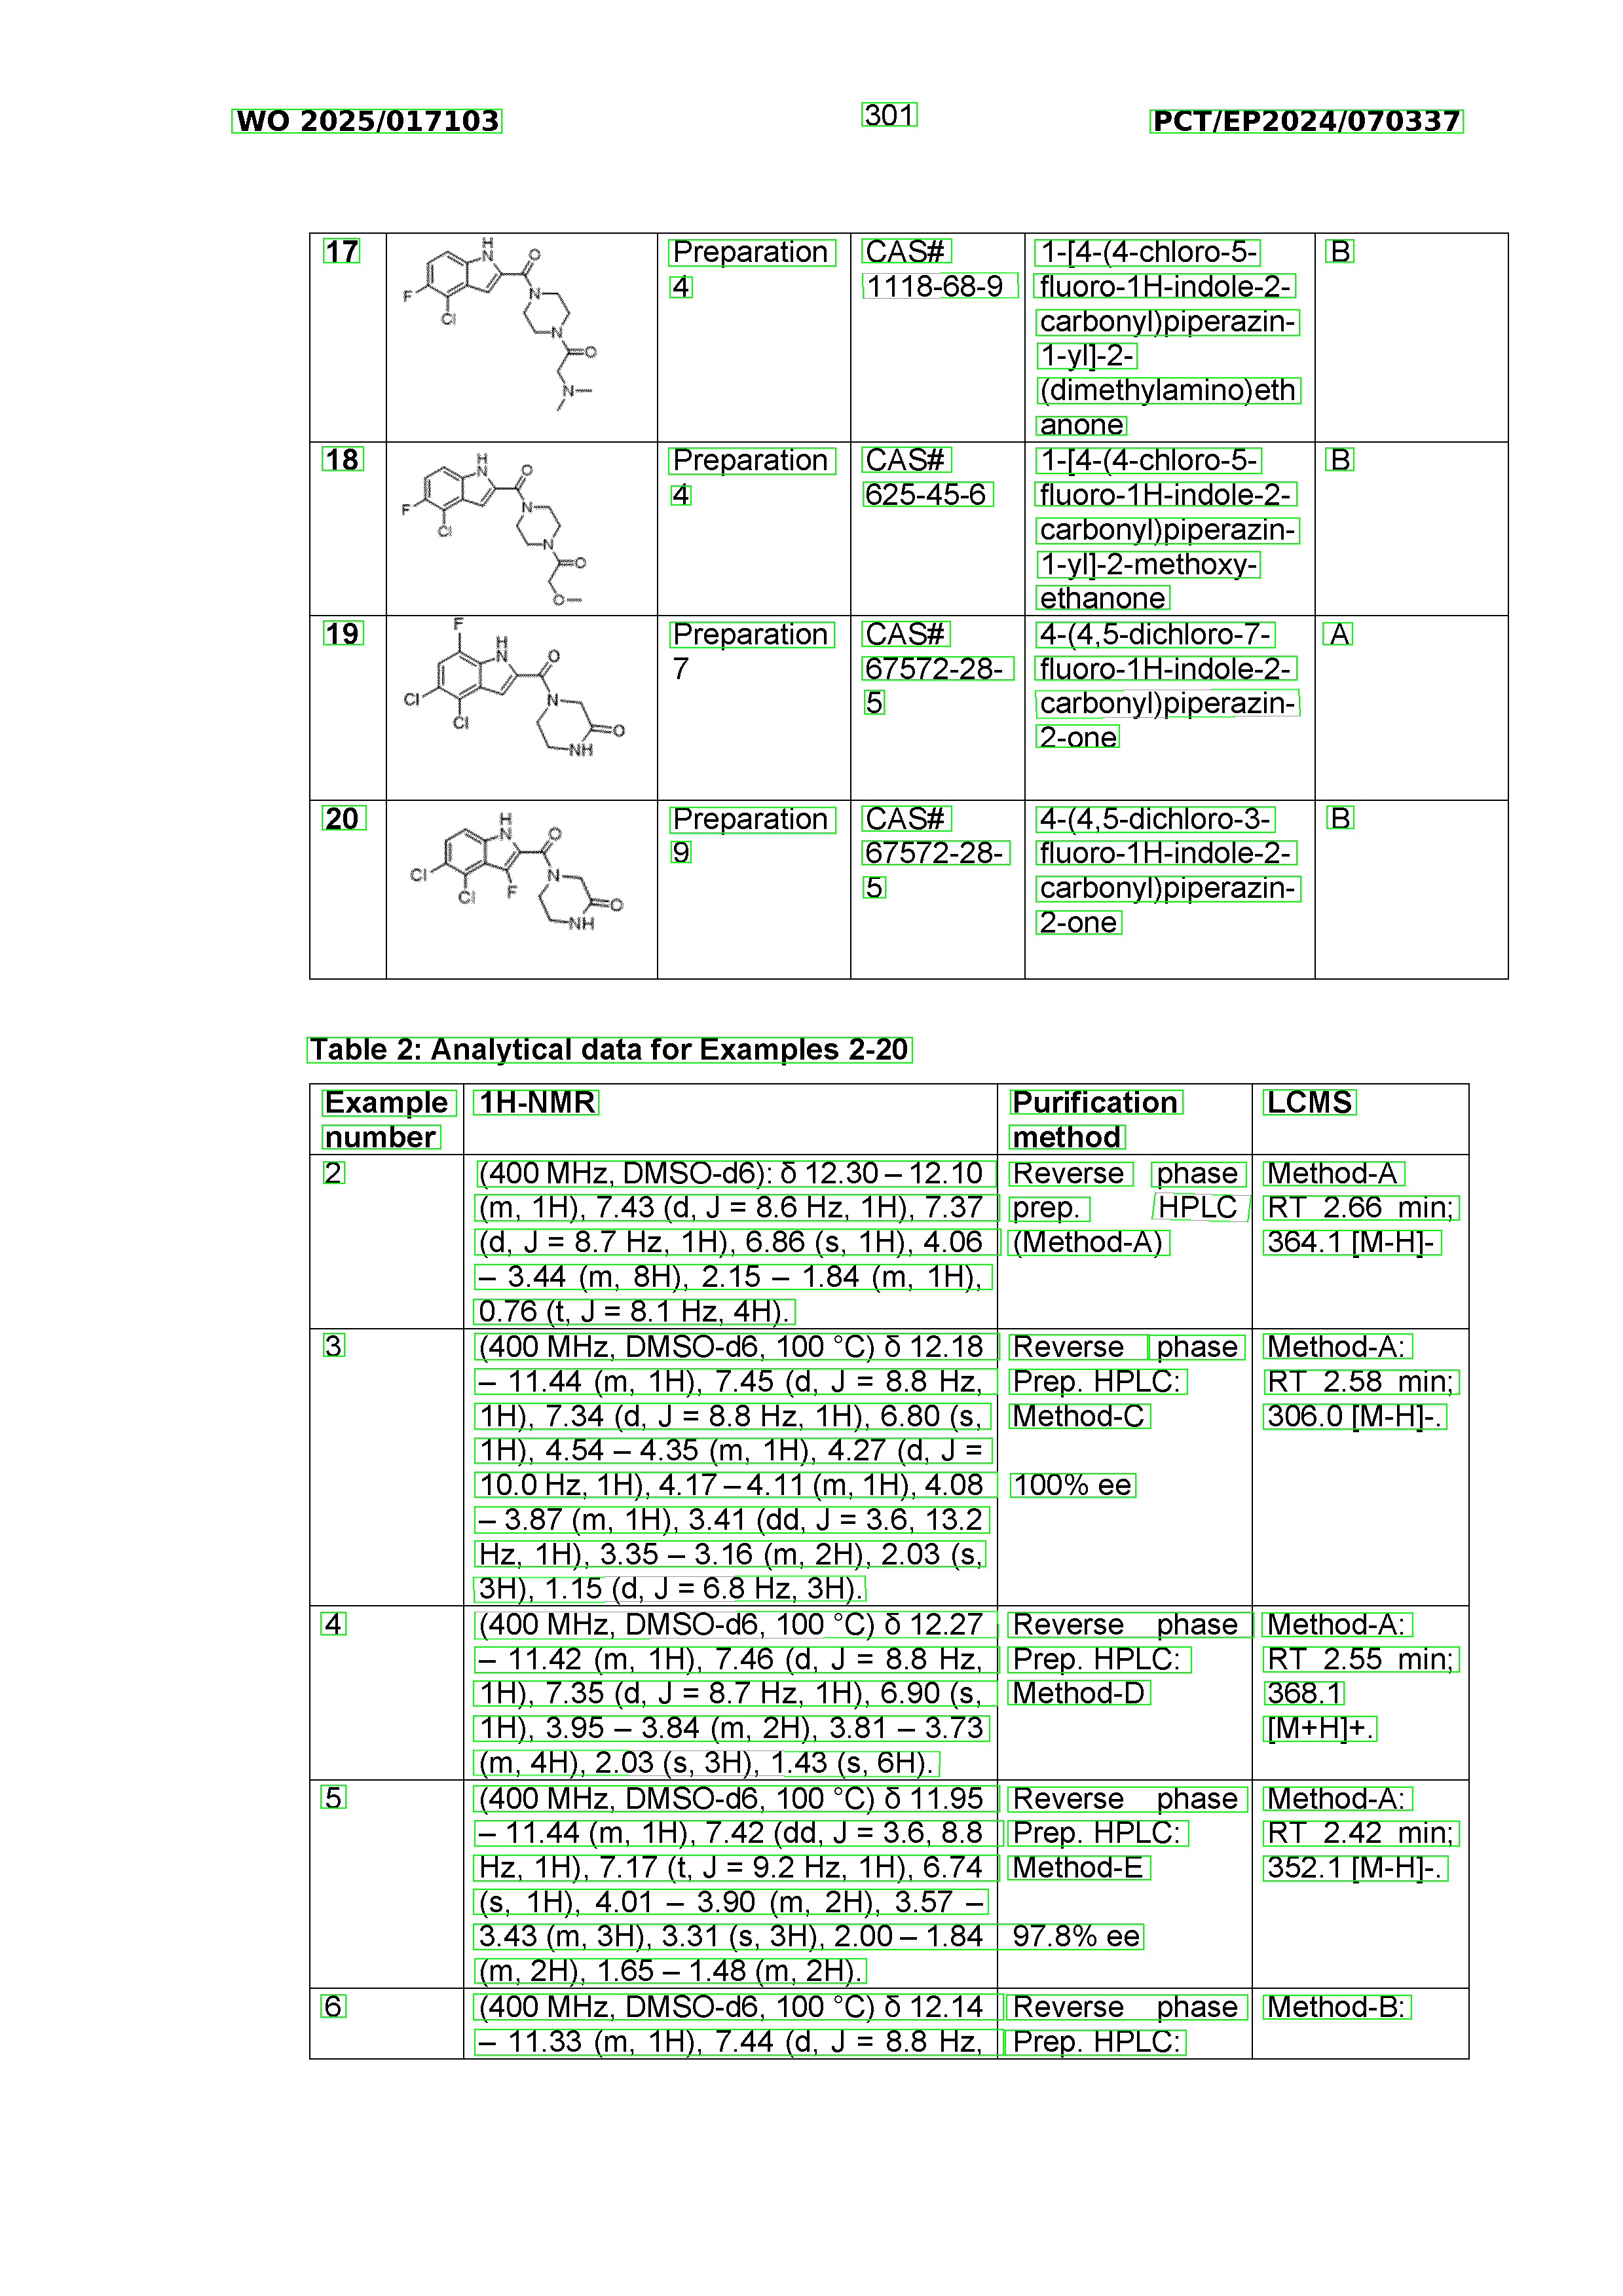 WO 2025/017103
301
PCT/EP2024/070337
17
Preparation
4
CAS#
1118-68-9
1-[4-(4-chloro-5-
fluoro-1H-indole-2-
carbonyl)piperazin-
1-yl]-2-
(dimethylamino)eth
anone
B
H
N
O
F
Cl
N
N
O
N
18
Preparation
4
CAS#
625-45-6
1-[4-(4-chloro-5-
fluoro-1H-indole-2-
carbonyl)piperazin-
1-yl]-2-methoxy-
ethanone
B
H
N
O
F
Cl
N
N
O
O
19
Preparation
7
CAS#
67572-28-
5
4-(4,5-dichloro-7-
fluoro-1H-indole-2-
carbonyl)piperazin-
2-one
A
F
H
N
O
Cl
Cl
N
O
NH
20
Preparation
9
CAS#
67572-28-
5
4-(4,5-dichloro-3-
fluoro-1H-indole-2-
carbonyl)piperazin-
2-one
B
H
N
O
Cl
Cl
F
N
O
NH
Table 2: Analytical data for Examples 2-20
Example
number
1H-NMR
Purification
method
LCMS
2
(400 MHz, DMSO-d6): δ 12.30 – 12.10
(m, 1H), 7.43 (d, J = 8.6 Hz, 1H), 7.37
(d, J = 8.7 Hz, 1H), 6.86 (s, 1H), 4.06
– 3.44 (m, 8H), 2.15 – 1.84 (m, 1H),
0.76 (t, J = 8.1 Hz, 4H).
Reverse phase
prep. HPLC
(Method-A)
Method-A
RT 2.66 min;
364.1 [M-H]-
3
(400 MHz, DMSO-d6, 100 °C) δ 12.18
– 11.44 (m, 1H), 7.45 (d, J = 8.8 Hz,
1H), 7.34 (d, J = 8.8 Hz, 1H), 6.80 (s,
1H), 4.54 – 4.35 (m, 1H), 4.27 (d, J =
10.0 Hz, 1H), 4.17 – 4.11 (m, 1H), 4.08
– 3.87 (m, 1H), 3.41 (dd, J = 3.6, 13.2
Hz, 1H), 3.35 – 3.16 (m, 2H), 2.03 (s,
3H), 1.15 (d, J = 6.8 Hz, 3H).
Reverse phase
Prep. HPLC:
Method-C
100% ee
Method-A:
RT 2.58 min;
306.0 [M-H]-.
4
(400 MHz, DMSO-d6, 100 °C) δ 12.27
– 11.42 (m, 1H), 7.46 (d, J = 8.8 Hz,
1H), 7.35 (d, J = 8.7 Hz, 1H), 6.90 (s,
1H), 3.95 – 3.84 (m, 2H), 3.81 – 3.73
(m, 4H), 2.03 (s, 3H), 1.43 (s, 6H).
Reverse phase
Prep. HPLC:
Method-D
Method-A:
RT 2.55 min;
368.1
[M+H]+.
5
(400 MHz, DMSO-d6, 100 °C) δ 11.95
– 11.44 (m, 1H), 7.42 (dd, J = 3.6, 8.8
Hz, 1H), 7.17 (t, J = 9.2 Hz, 1H), 6.74
(s, 1H), 4.01 – 3.90 (m, 2H), 3.57 –
3.43 (m, 3H), 3.31 (s, 3H), 2.00 – 1.84
(m, 2H), 1.65 – 1.48 (m, 2H).
Reverse phase
Prep. HPLC:
Method-E
97.8% ee
Method-A:
RT 2.42 min;
352.1 [M-H]-.
6
(400 MHz, DMSO-d6, 100 °C) δ 12.14
– 11.33 (m, 1H), 7.44 (d, J = 8.8 Hz,
Reverse phase
Prep. HPLC:
Method-B: